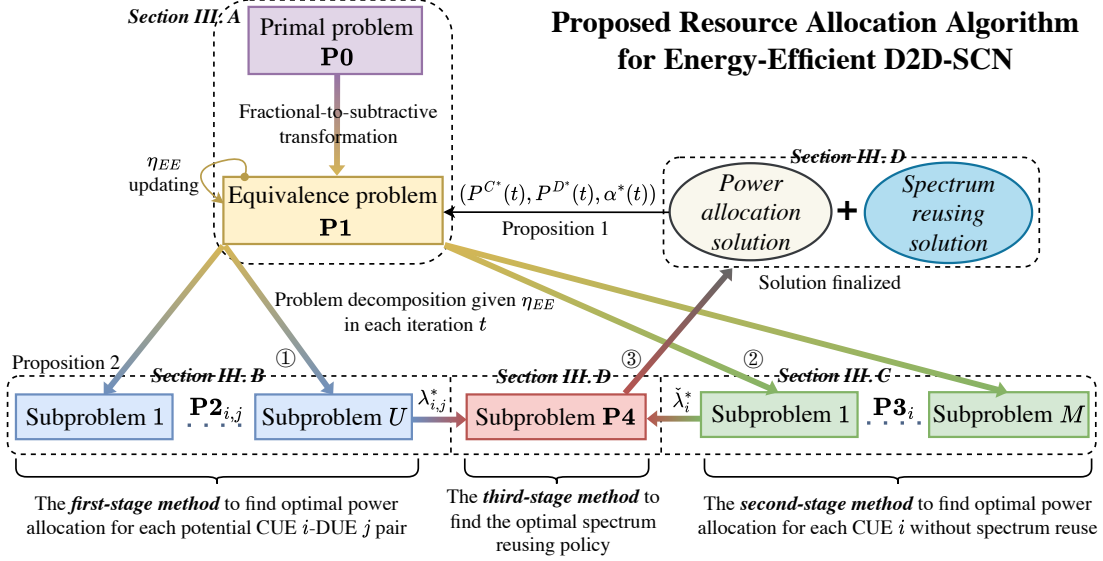 Proposed Resource Allocation Algorithm
for Energy-Efficient D2D-SCN
Section III. A
Primal problem
P0
Fractional-to-subtractive
transformation
η_EE
updating
Equivalence problem
P1
(P^{C*}(t), P^{D*}(t), α*(t))
Proposition 1
Section III. D
Power
allocation
solution
+
Spectrum
reusing
solution
Solution finalized
Problem decomposition given η_EE
in each iteration t
Proposition 2
①
③
②
Section III. B
Section III. D
Section III. C
Subproblem 1
P2_{i,j}
.....
Subproblem U
λ*_{i,j}
Subproblem P4
λ̌*_i
Subproblem 1
P3_i
.....
Subproblem M
The first-stage method to find optimal power
allocation for each potential CUE i-DUE j pair
The third-stage method to
find the optimal spectrum
reusing policy
The second-stage method to find optimal power
allocation for each CUE i without spectrum reuse